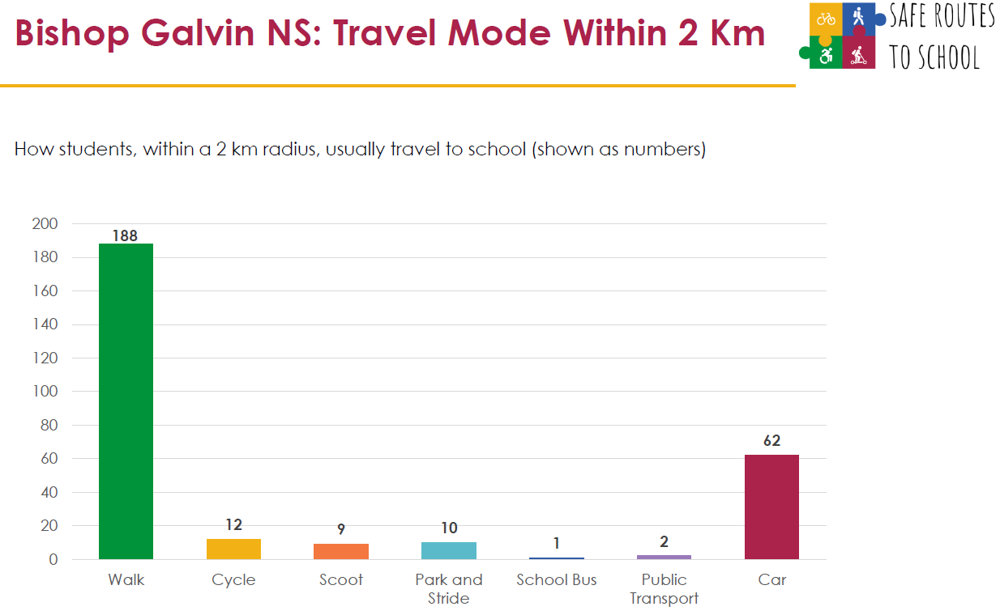 Bishop Galvin NS: Travel Mode Within 2 Km
SAFE ROUTES
TO SCHOOL
How students, within a 2 km radius, usually travel to school (shown as numbers)
200
180
160
140
120
100
80
60
40
20
0
188
12
9
10
1
2
62
Walk
Cycle
Scoot
Park and
Stride
School Bus
Public
Transport
Car